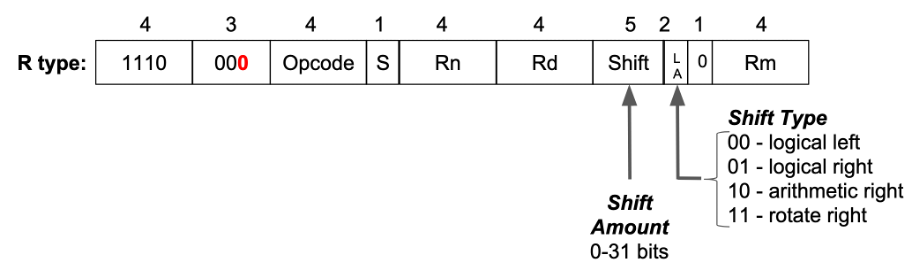 4 3 4 1 4 4 5 2 1 4
R type: 1110 000 Opcode S Rn Rd Shift L A 0 Rm
Shift Type
00 - logical left
01 - logical right
10 - arithmetic right
11 - rotate right
Shift
Amount
0-31 bits